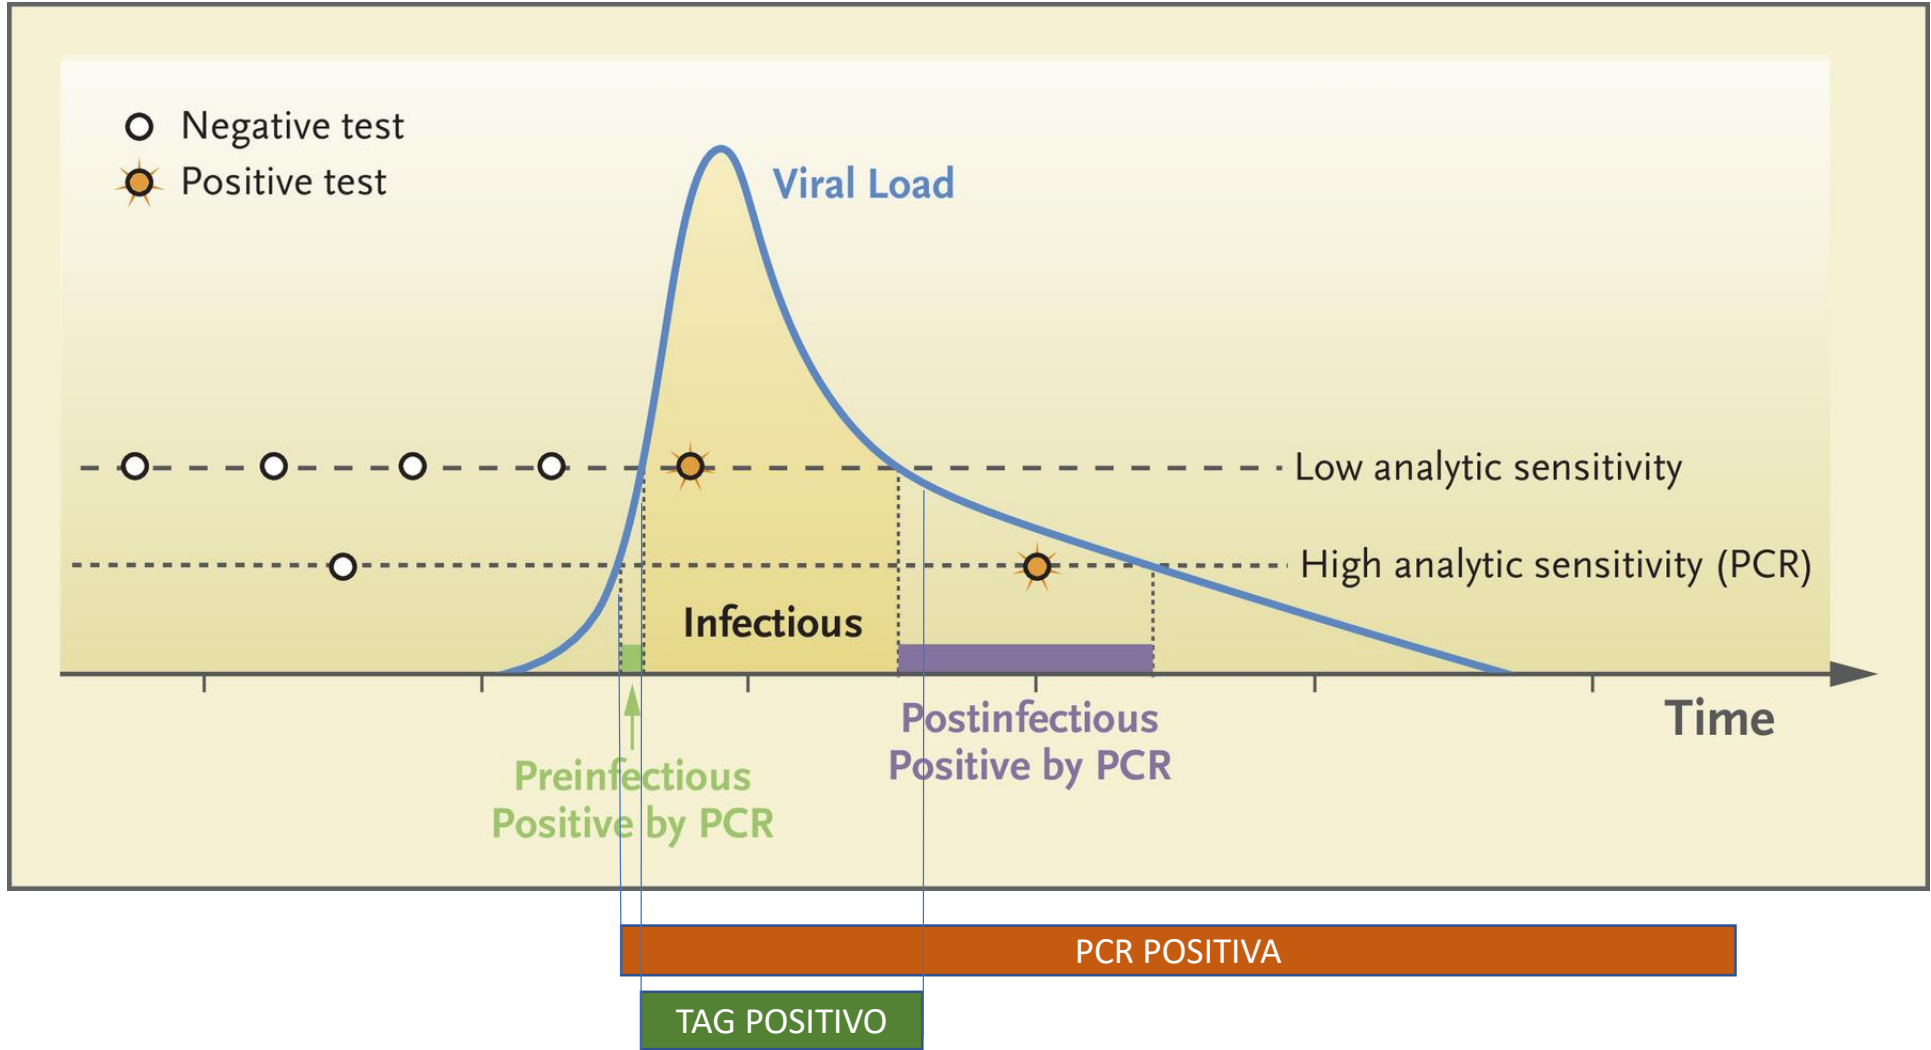 Negative test
Positive test
Viral Load
Low analytic sensitivity
High analytic sensitivity (PCR)
Infectious
Time
Postinfectious
Positive by PCR
Preinfectious
Positive by PCR
PCR POSITIVA
TAG POSITIVO